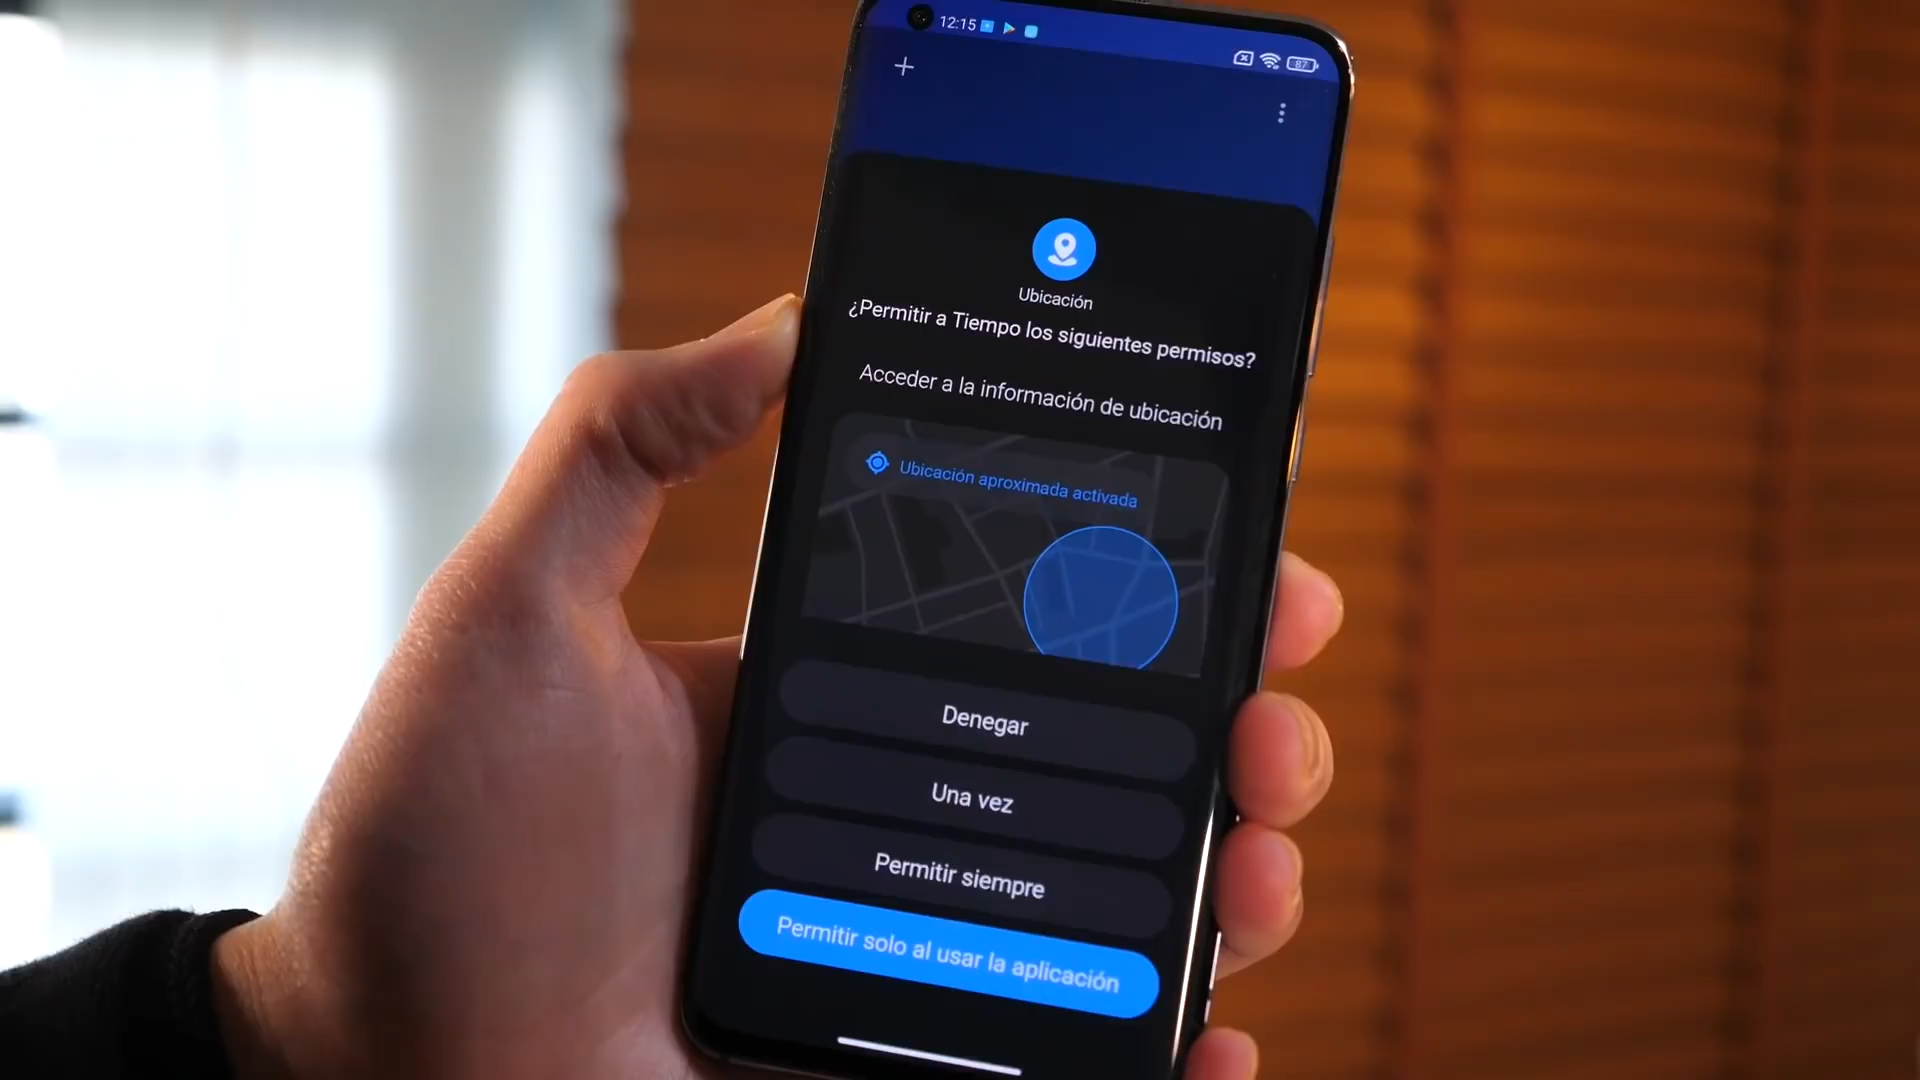 12:15
87
Ubicación
¿Permitir a Tiempo los siguientes permisos?
Acceder a la información de ubicación
Ubicación aproximada activada
Denegar
Una vez
Permitir siempre
Permitir solo al usar la aplicación